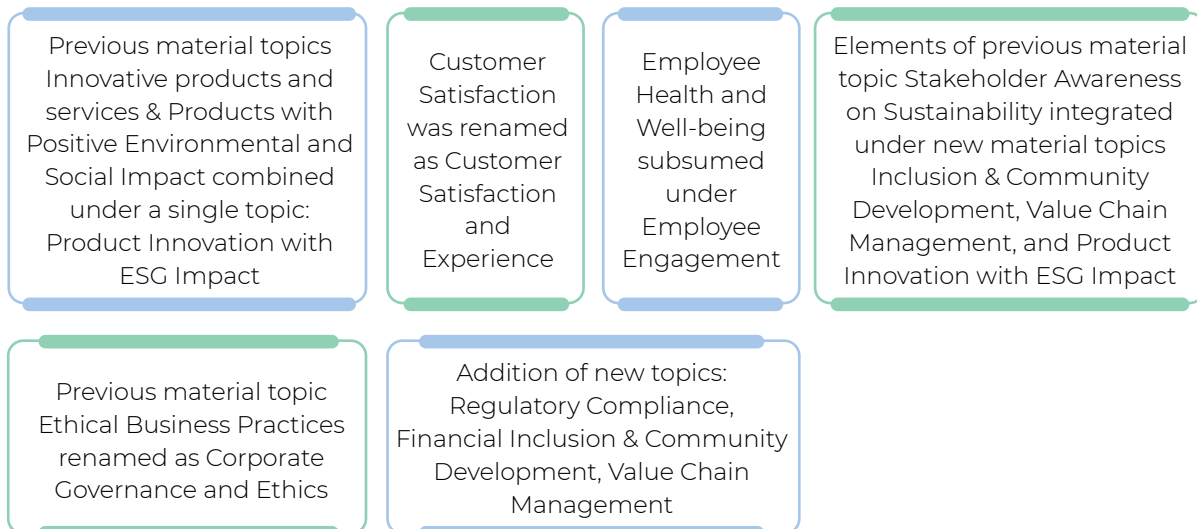 Previous material topics
Innovative products and
services & Products with
Positive Environmental and
Social Impact combined
under a single topic:
Product Innovation with
ESG Impact
Customer
Satisfaction
was renamed
as Customer
Satisfaction
and
Experience
Employee
Health and
Well-being
subsumed
under
Employee
Engagement
Elements of previous material
topic Stakeholder Awareness
on Sustainability integrated
under new material topics
Inclusion & Community
Development, Value Chain
Management, and Product
Innovation with ESG Impact
Previous material topic
Ethical Business Practices
renamed as Corporate
Governance and Ethics
Addition of new topics:
Regulatory Compliance,
Financial Inclusion & Community
Development, Value Chain
Management